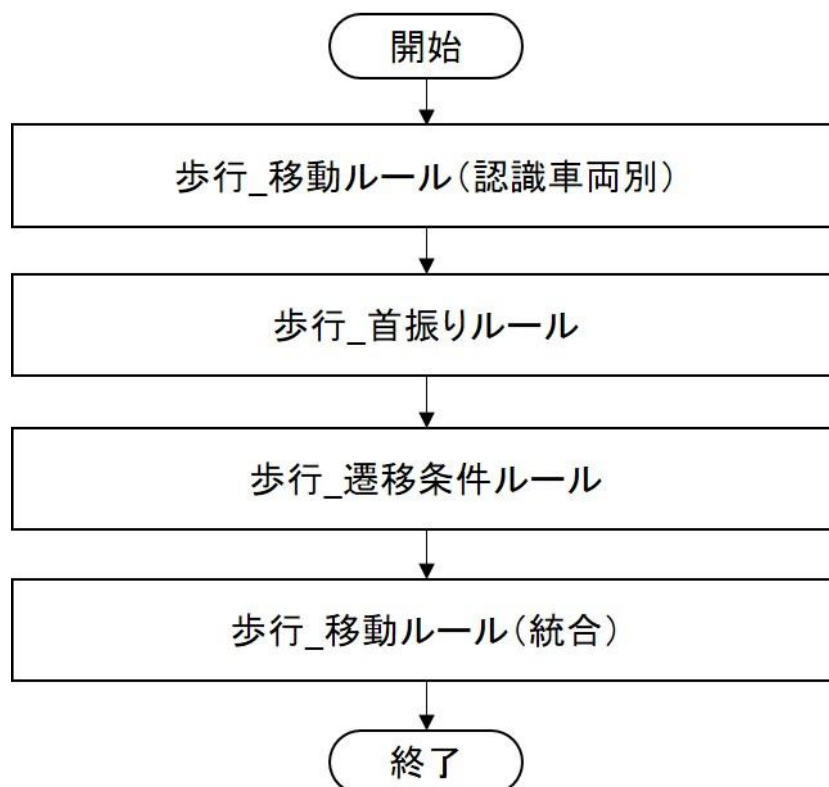 開始
歩行_移動ルール(認識車両別)
歩行_首振りルール
歩行_遷移条件ルール
歩行_移動ルール(統合)
終了